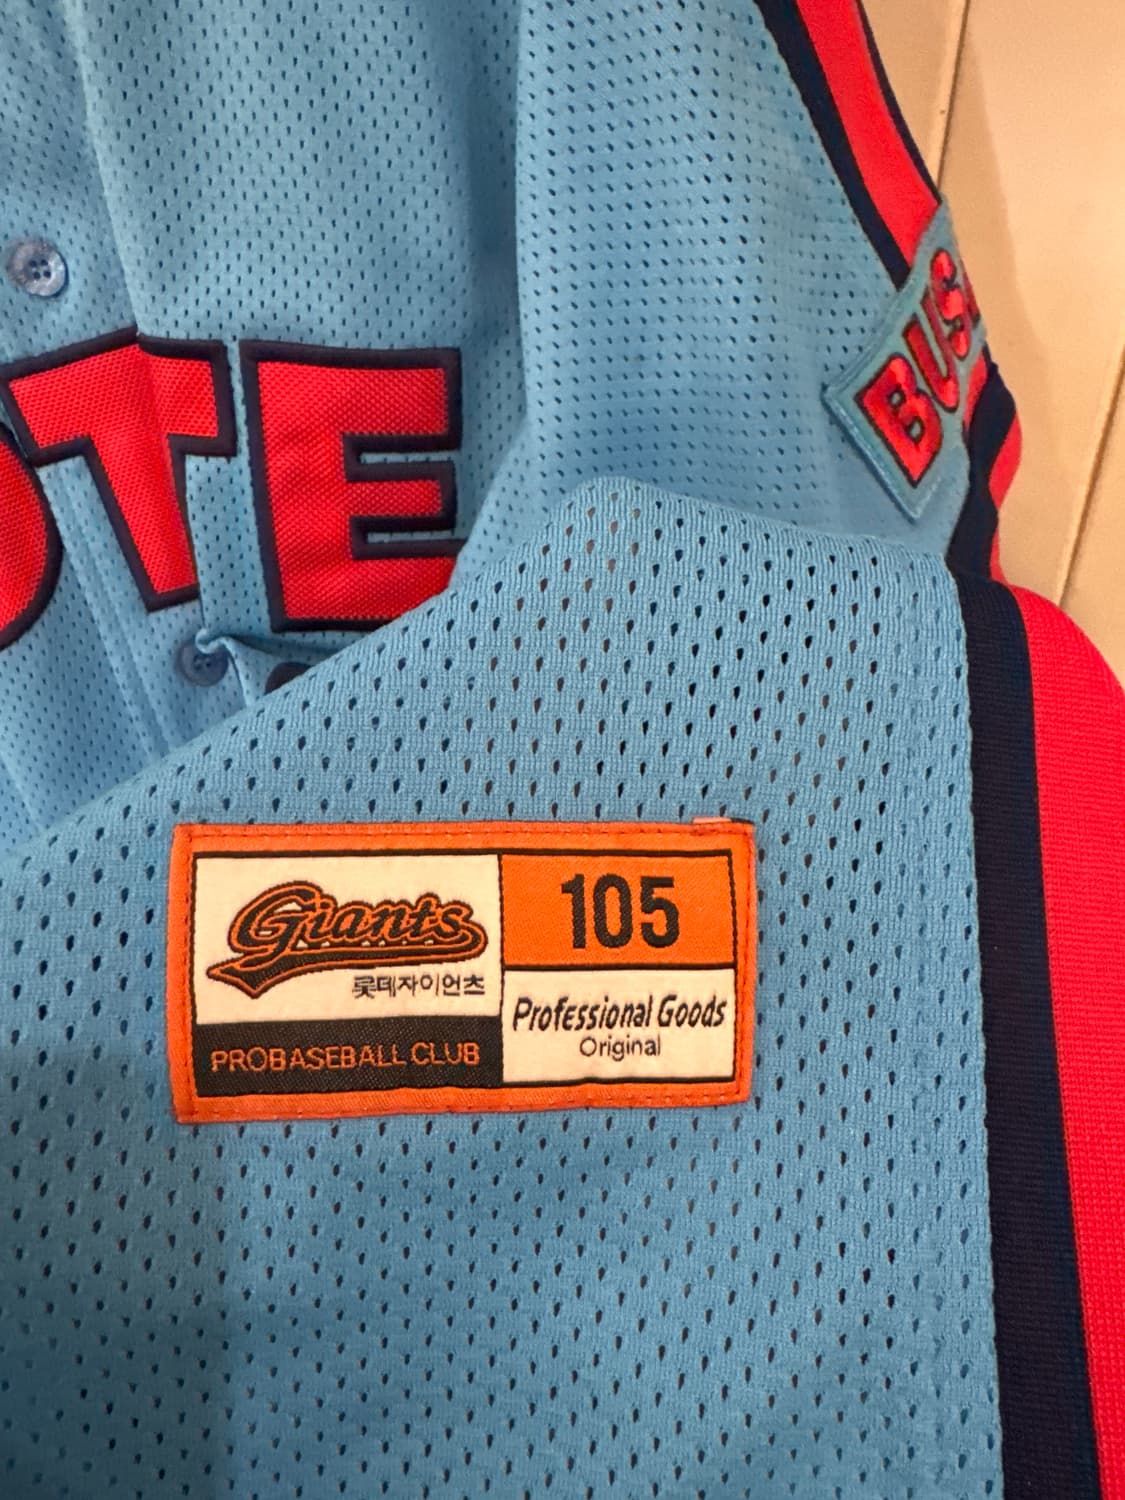 OTE
BUS
Giants
롯데자이언츠
PROBASEBALL CLUB
105
Professional Goods
Original